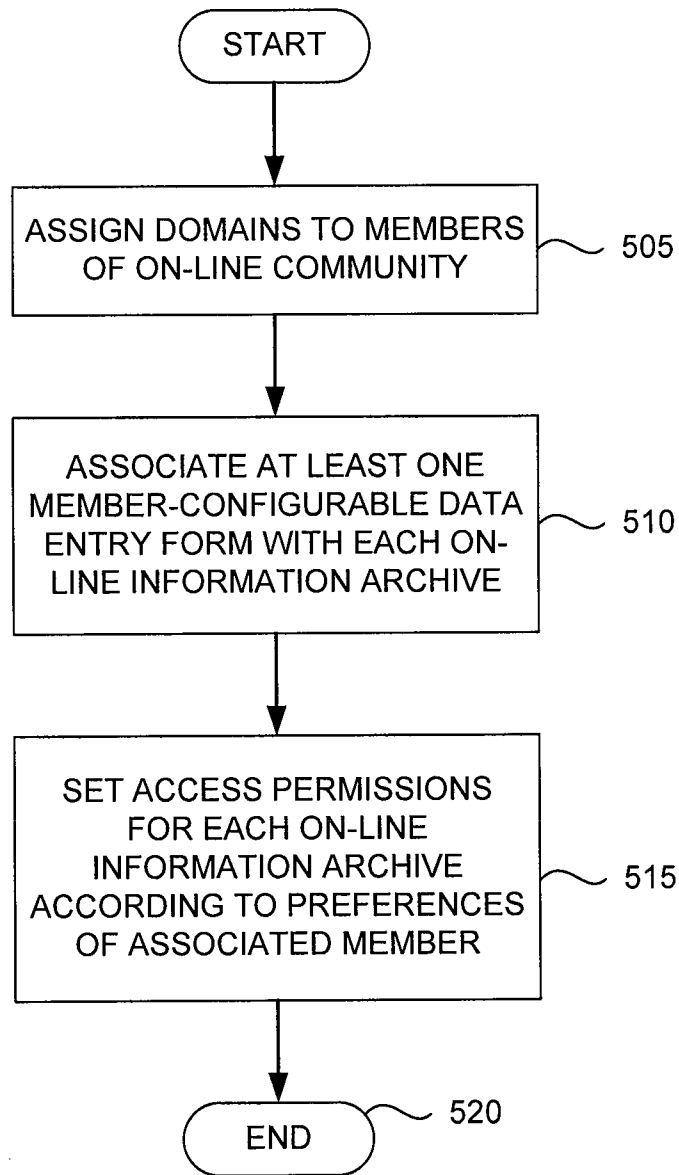 START
ASSIGN DOMAINS TO MEMBERS
OF ON-LINE COMMUNITY
505
ASSOCIATE AT LEAST ONE
MEMBER-CONFIGURABLE DATA
ENTRY FORM WITH EACH ON-
LINE INFORMATION ARCHIVE
510
SET ACCESS PERMISSIONS
FOR EACH ON-LINE
INFORMATION ARCHIVE
ACCORDING TO PREFERENCES
OF ASSOCIATED MEMBER
515
END
520